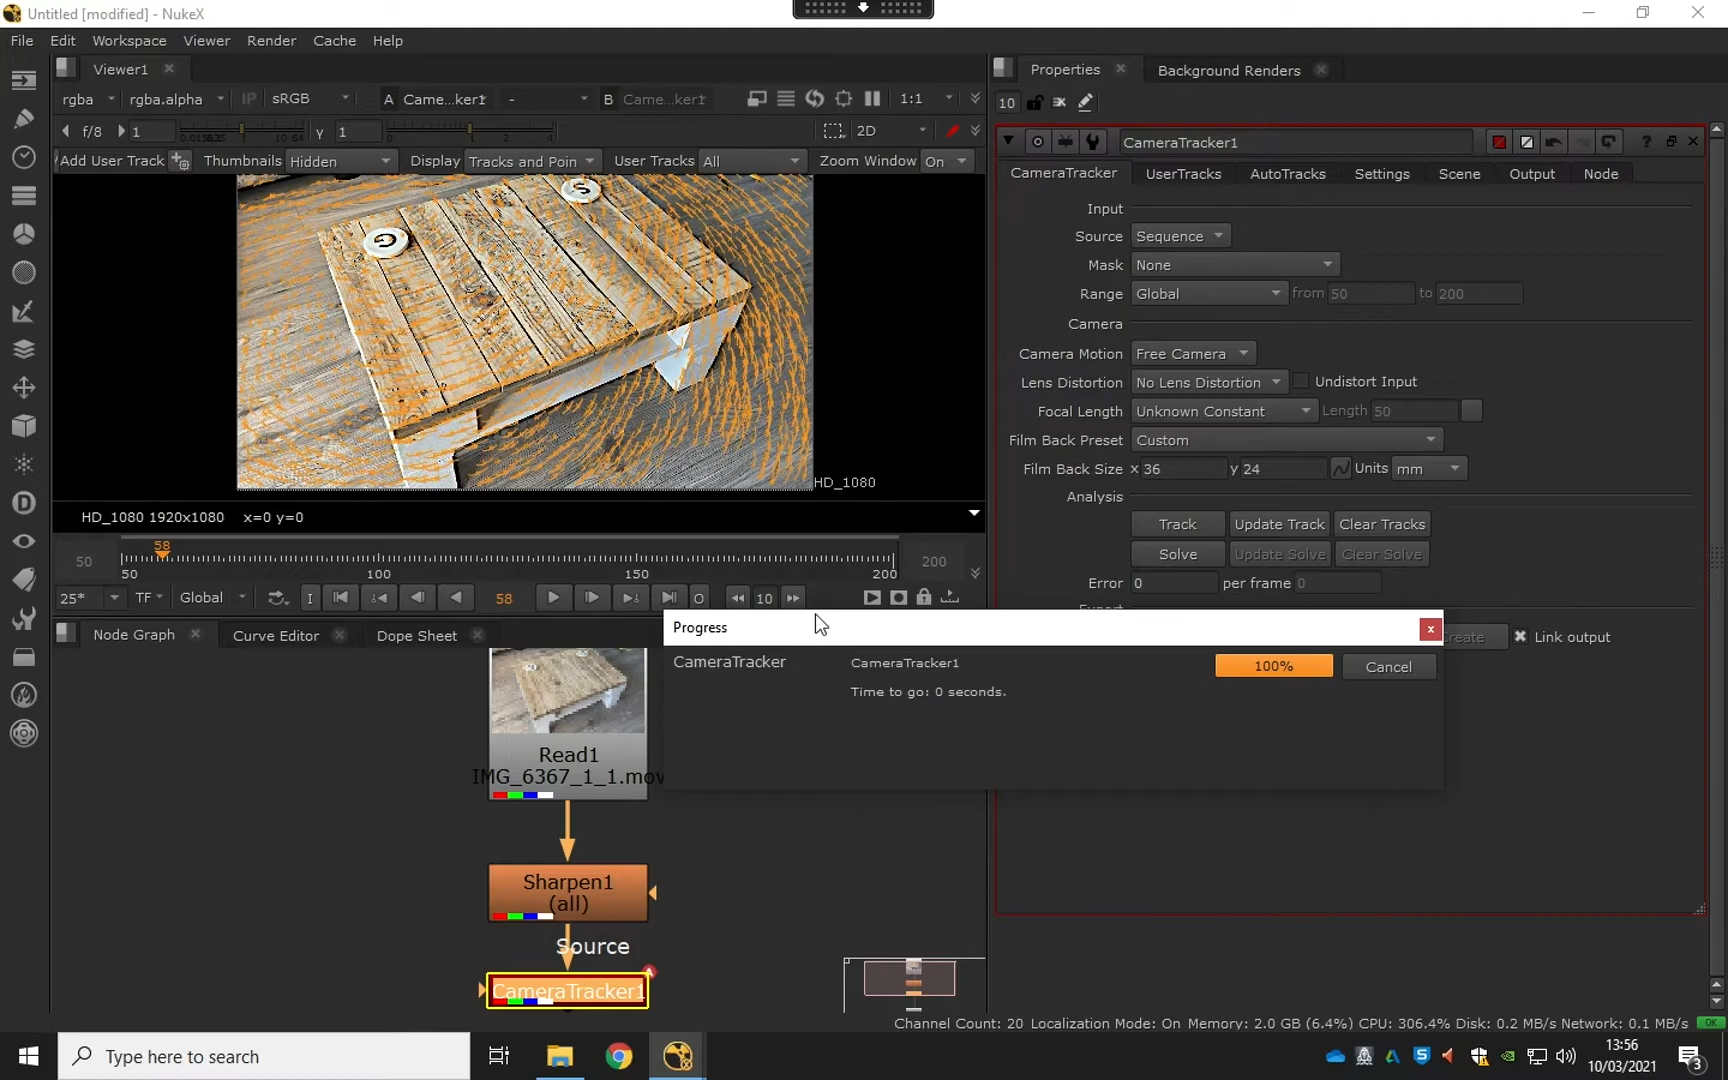 Untitled [modified] - NukeX
File Edit Workspace Viewer Render Cache Help
Viewer1
rgba rgba.alpha IP sRGB A Came...ker1 - B Came...ker1 1:1
f/8 1 γ 1 2D
Add User Track Thumbnails Hidden Display Tracks and Poin User Tracks All Zoom Window On
HD_1080
HD_1080 1920x1080 x=0 y=0
50 58 200
50 100 150 200
25* TF Global I 58 O 10
Node Graph Curve Editor Dope Sheet
Read1
IMG_6367_1_1.mov
Sharpen1
(all)
Source
A
CameraTracker1
Properties Background Renders
10
CameraTracker1 ?
CameraTracker UserTracks AutoTracks Settings Scene Output Node
Input
Source Sequence
Mask None
Range Global from 50 to 200
Camera
Camera Motion Free Camera
Lens Distortion No Lens Distortion Undistort Input
Focal Length Unknown Constant Length 50
Film Back Preset Custom
Film Back Size x 36 y 24 Units mm
Analysis
Track Update Track Clear Tracks
Solve Update Solve Clear Solve
Error 0 per frame 0
Export
Create Link output
Progress x
CameraTracker CameraTracker1 100% Cancel
Time to go: 0 seconds.
Channel Count: 20 Localization Mode: On Memory: 2.0 GB (6.4%) CPU: 306.4% Disk: 0.2 MB/s Network: 0.1 MB/s OK
Type here to search
13:56
10/03/2021
3